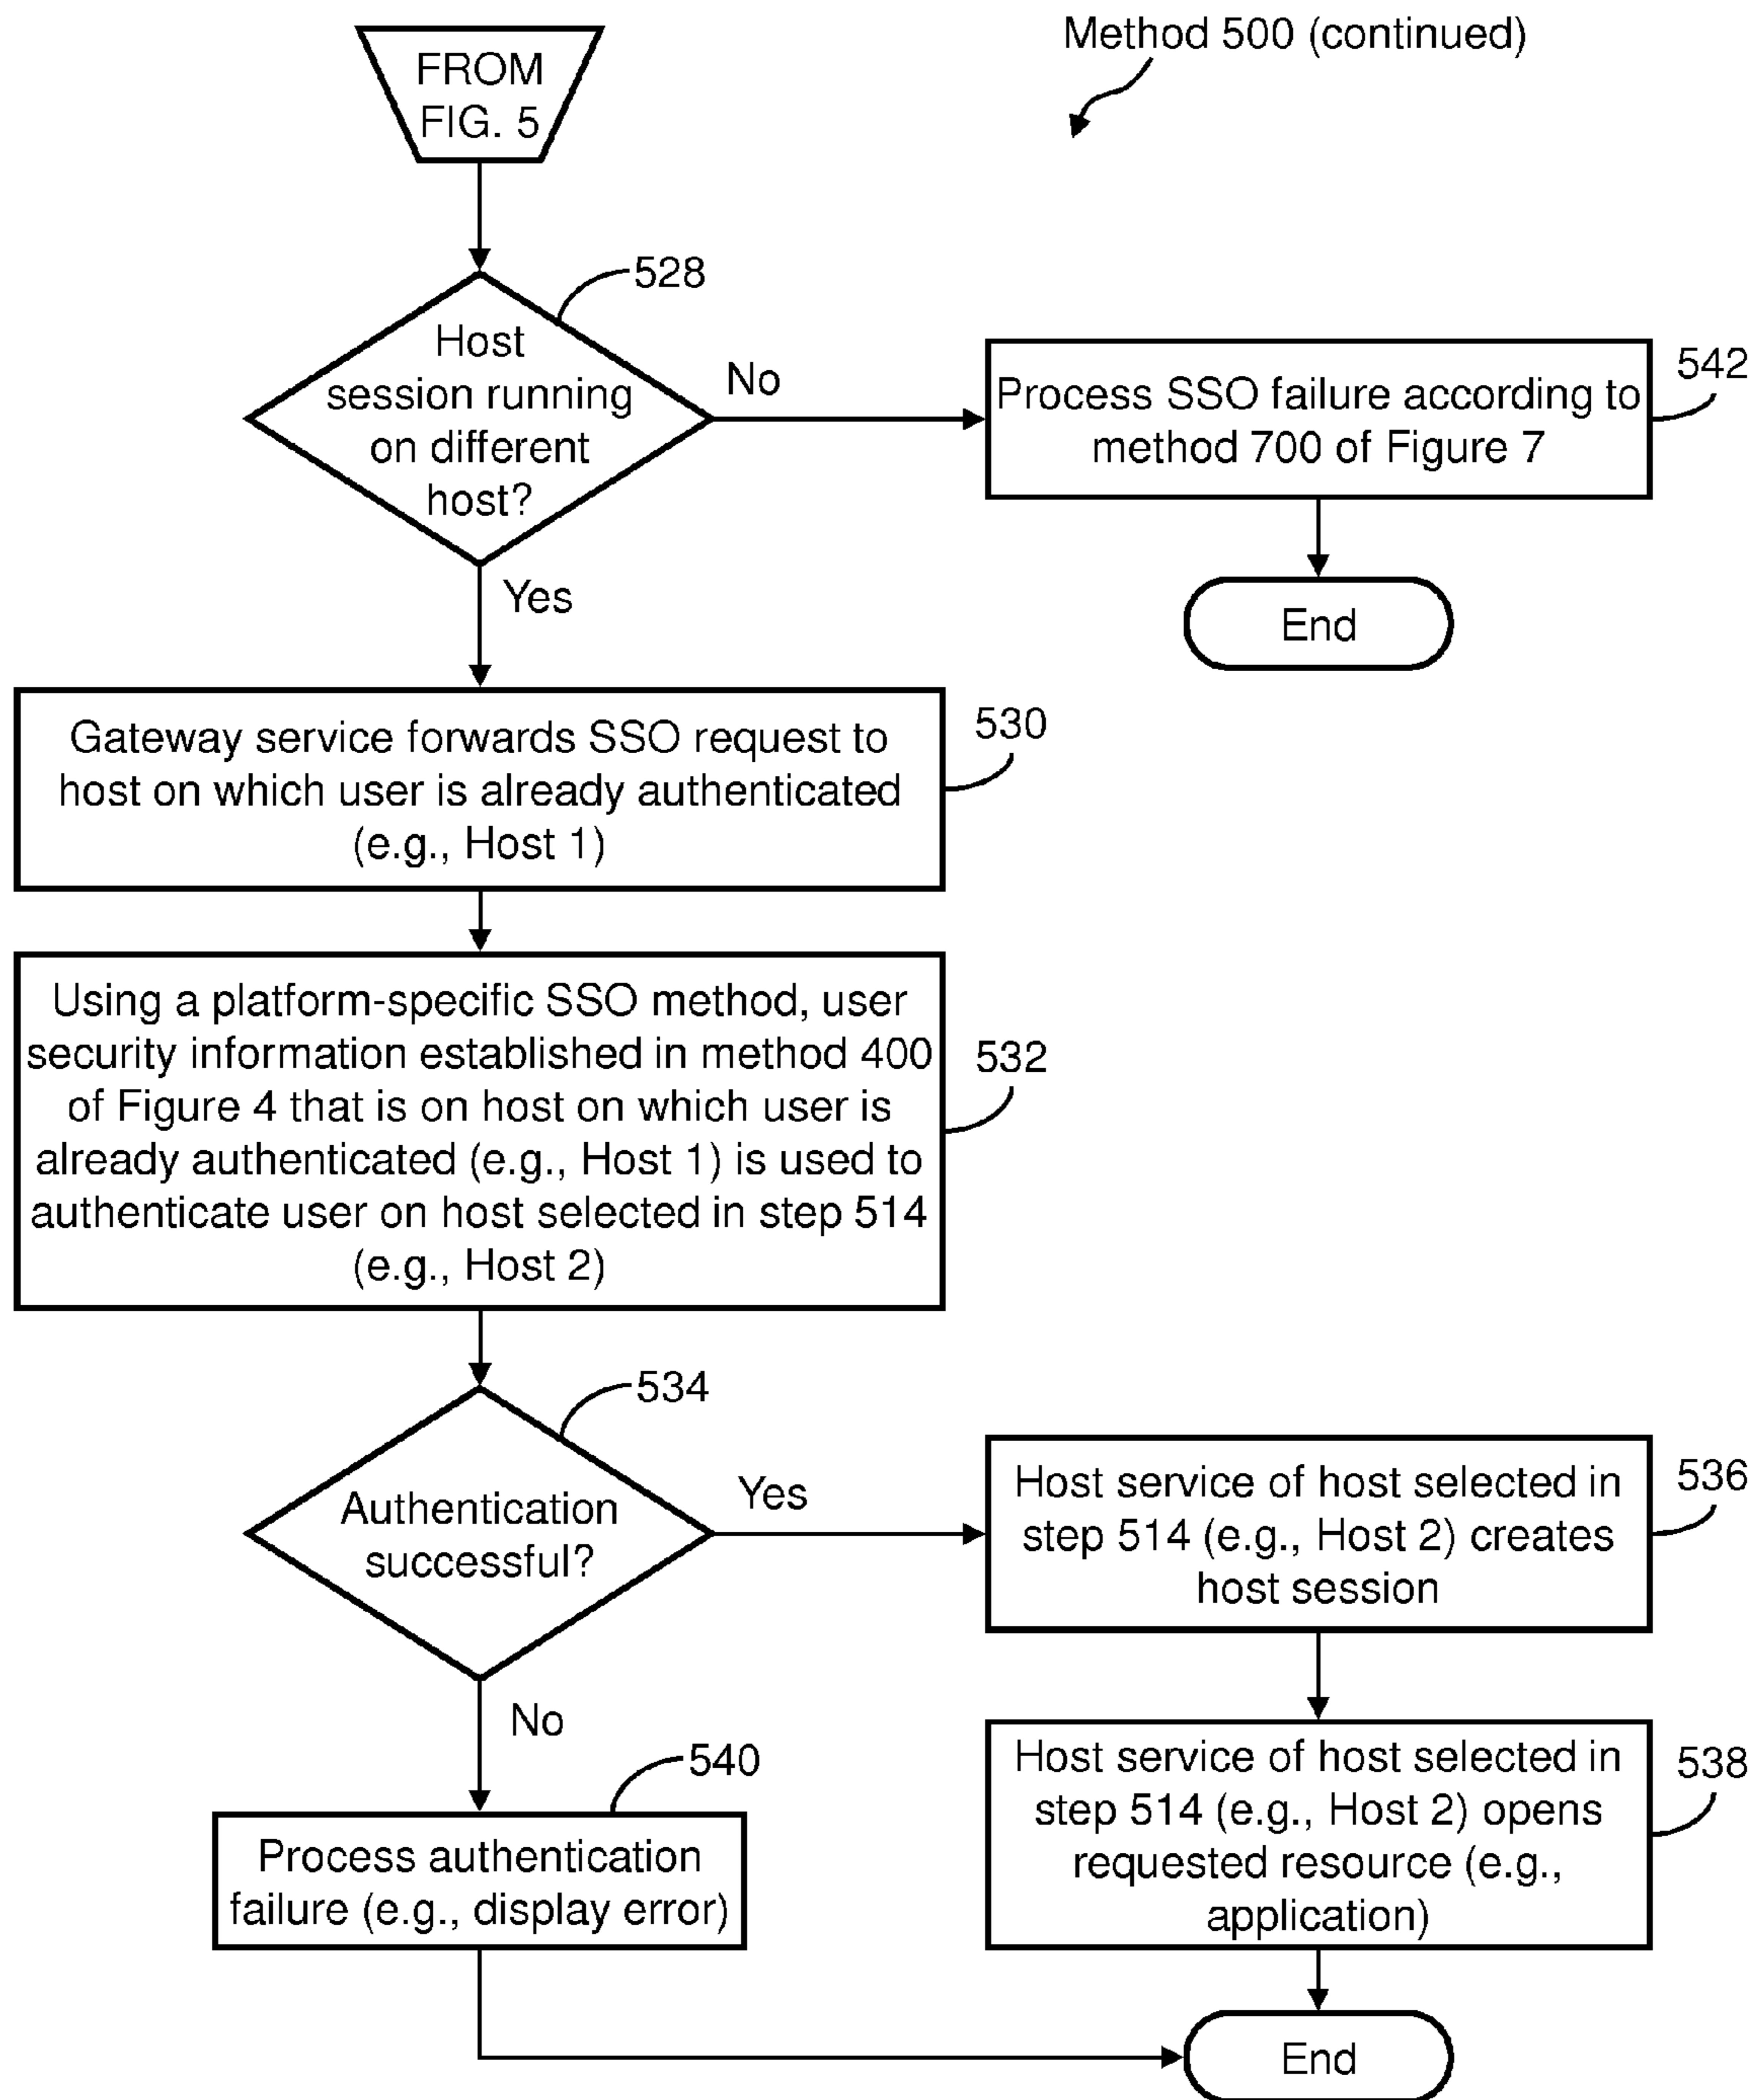 Method 500 (continued)
FROM
FIG. 5
528
Host
session running
on different
host?
No
Process SSO failure according to
method 700 of Figure 7
542
End
Yes
Gateway service forwards SSO request to
host on which user is already authenticated
(e.g., Host 1)
530
Using a platform-specific SSO method, user
security information established in method 400
of Figure 4 that is on host on which user is
already authenticated (e.g., Host 1) is used to
authenticate user on host selected in step 514
(e.g., Host 2)
532
534
Authentication
successful?
Yes
Host service of host selected in
step 514 (e.g., Host 2) creates
host session
536
No
540
Process authentication
failure (e.g., display error)
Host service of host selected in
step 514 (e.g., Host 2) opens
requested resource (e.g.,
application)
538
End